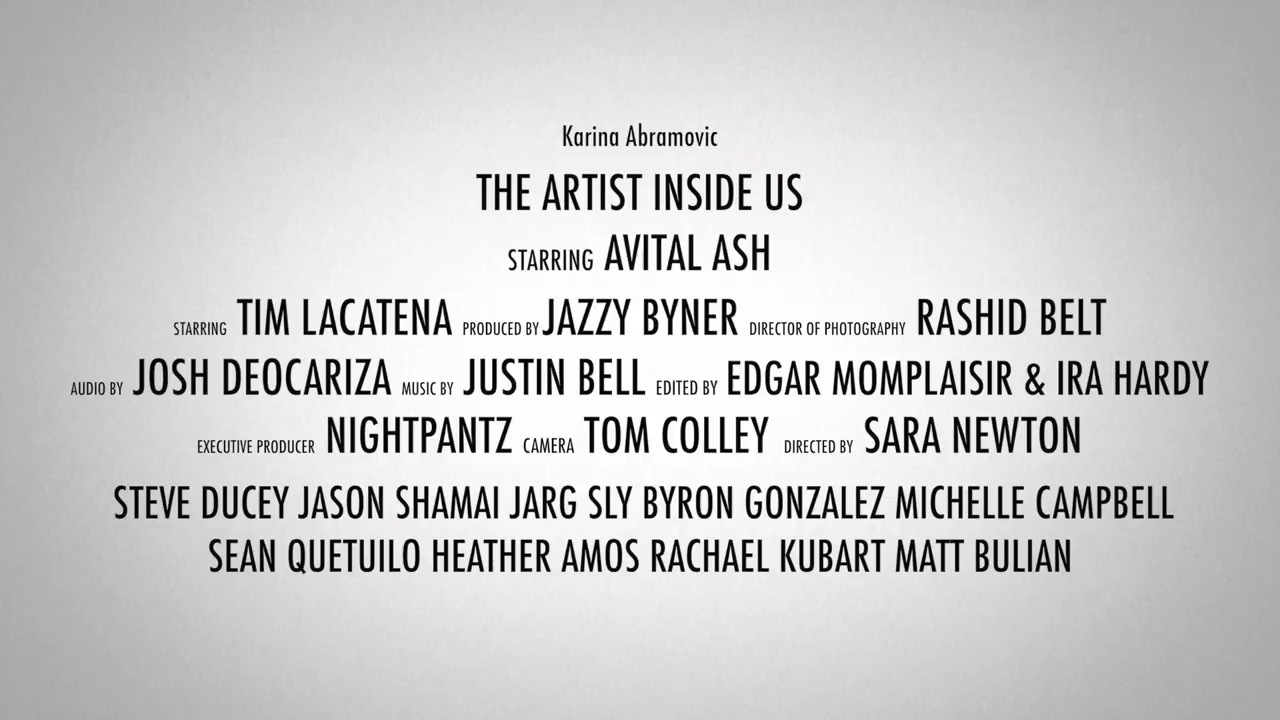 Karina Abramovic
THE ARTIST INSIDE US
STARRING AVITAL ASH
STARRING TIM LACATENA PRODUCED BY JAZZY BYNER DIRECTOR OF PHOTOGRAPHY RASHID BELT
AUDIO BY JOSH DEOCARIZA MUSIC BY JUSTIN BELL EDITED BY EDGAR MOMPLAISIR & IRA HARDY
EXECUTIVE PRODUCER NIGHTPANTZ CAMERA TOM COLLEY DIRECTED BY SARA NEWTON
STEVE DUCEY JASON SHAMAI JARG SLY BYRON GONZALEZ MICHELLE CAMPBELL
SEAN QUETUILO HEATHER AMOS RACHAEL KUBART MATT BULIAN